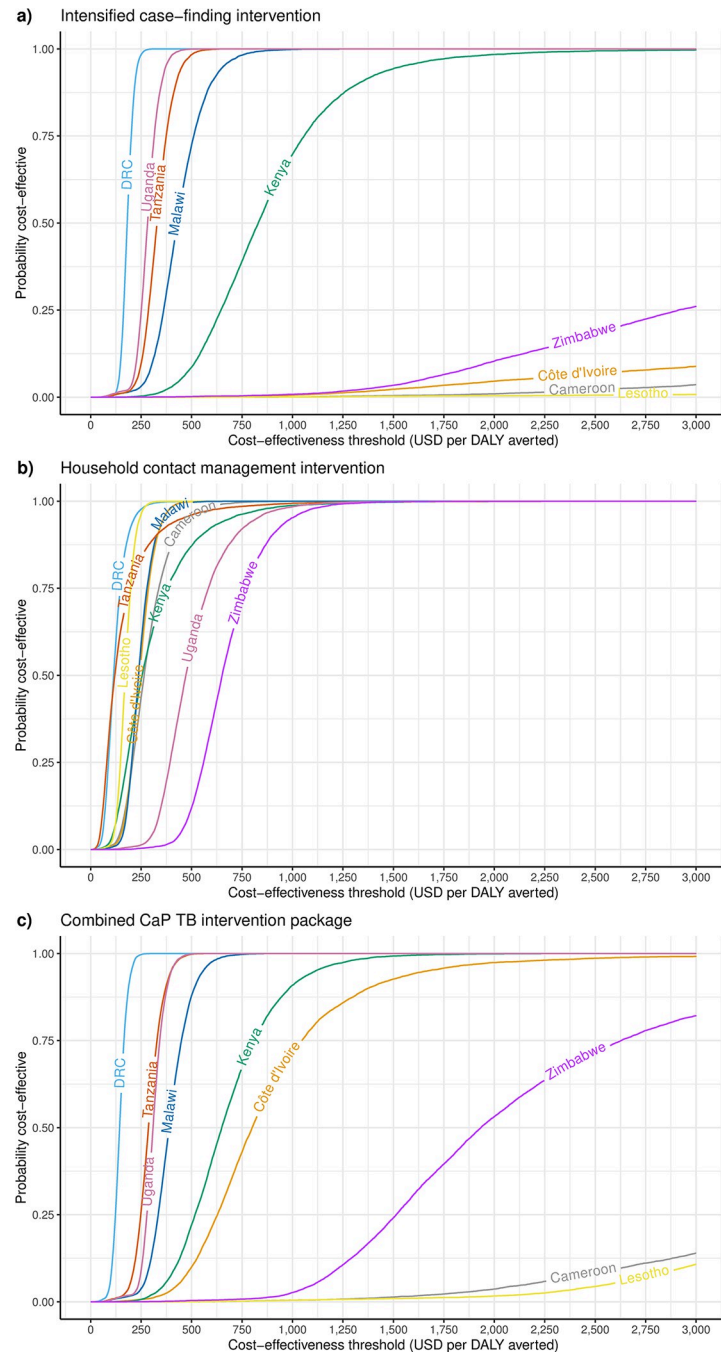 a) Intensified case−finding intervention
1.00
0.75
0.50
0.25
0.00
Probability cost−effective
DRC
Uganda
Tanzania
Malawi
Kenya
Zimbabwe
Côte d'Ivoire
Cameroon
Lesotho
0 250 500 750 1,000 1,250 1,500 1,750 2,000 2,250 2,500 2,750 3,000
Cost−effectiveness threshold (USD per DALY averted)
b) Household contact management intervention
1.00
0.75
0.50
0.25
0.00
Probability cost−effective
Malawi
Cameroon
DRC
Tanzania
Kenya
Lesotho
Côte d'Ivoire
Uganda
Zimbabwe
0 250 500 750 1,000 1,250 1,500 1,750 2,000 2,250 2,500 2,750 3,000
Cost−effectiveness threshold (USD per DALY averted)
c) Combined CaP TB intervention package
1.00
0.75
0.50
0.25
0.00
Probability cost−effective
DRC
Tanzania
Uganda
Malawi
Kenya
Côte d'Ivoire
Zimbabwe
Cameroon
Lesotho
0 250 500 750 1,000 1,250 1,500 1,750 2,000 2,250 2,500 2,750 3,000
Cost−effectiveness threshold (USD per DALY averted)